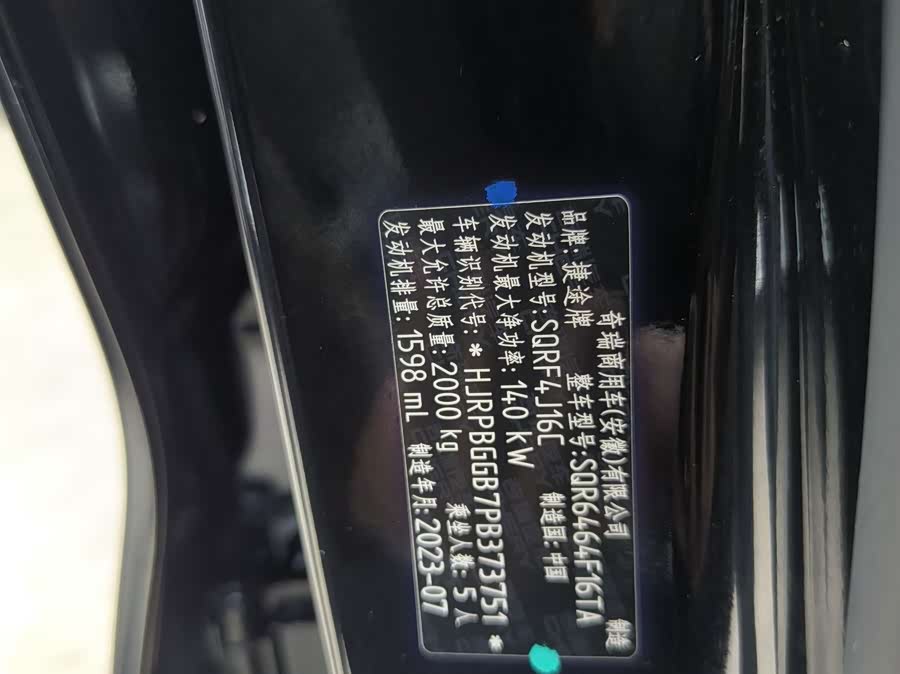 奇瑞商用车(安徽)有限公司 制造
品牌: 捷途牌 整车型号:SQR6464F16TA
发动机型号:SQRF4J16C 制造国:中国
发动机最大净功率: 140 kW
车辆识别代号: * HJRPBGGB7PB373751 *
最大允许总质量: 2000 kg 乘坐人数: 5 人
发动机排量: 1598 mL 制造年月:2023-07